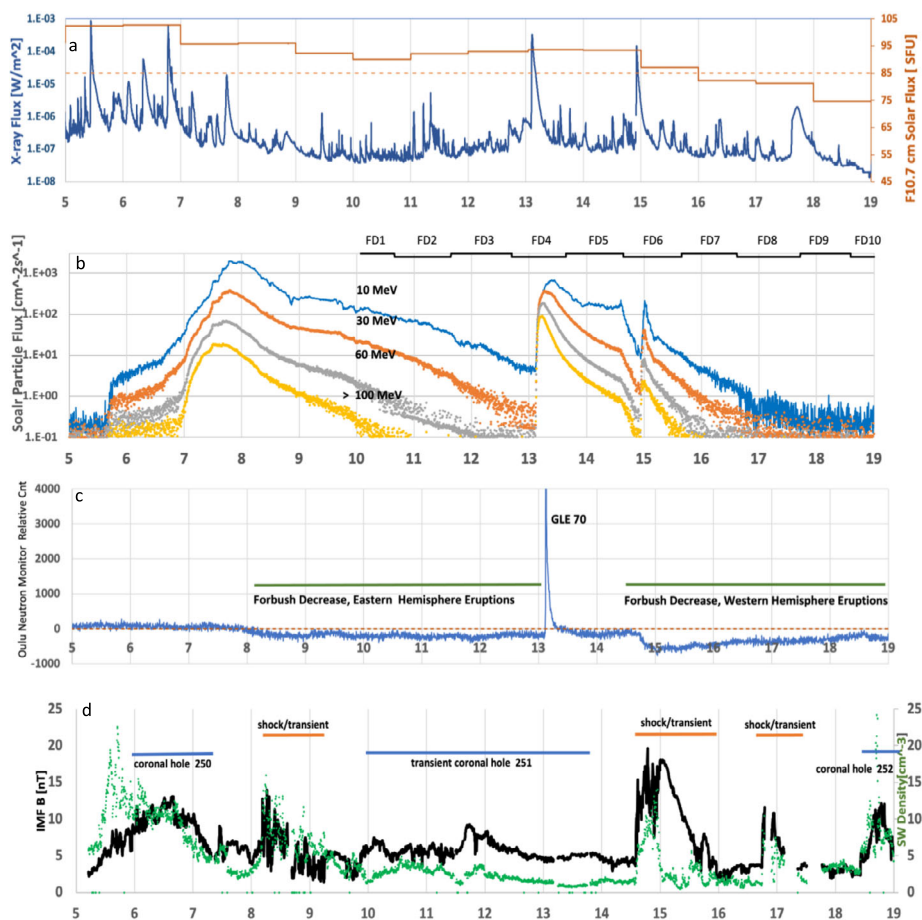 a
X-ray Flux [W/m^2]
1.E-03
1.E-04
1.E-05
1.E-06
1.E-07
1.E-08
105
95
85
75
65
55
45
F10.7 cm Solar Flux [ SFU]
5 6 7 8 9 10 11 12 13 14 15 16 17 18 19
FD1 FD2 FD3 FD4 FD5 FD6 FD7 FD8 FD9 FD10
b
Soalr Particle Flux [cm^-2s^-1]
1.E+03
1.E+02
1.E+01
1.E+00
1.E-01
10 MeV
30 MeV
60 MeV
> 100 MeV
5 6 7 8 9 10 11 12 13 14 15 16 17 18 19
c
Oulu Neutron Monitor Relative Cnt
4000
3000
2000
1000
0
-1000
GLE 70
Forbush Decrease, Eastern Hemisphere Eruptions
Forbush Decrease, Western Hemisphere Eruptions
5 6 7 8 9 10 11 12 13 14 15 16 17 18 19
d
IMF B [nT]
25
20
15
10
5
0
shock/transient
shock/transient
shock/transient
coronal hole 250
transient coronal hole 251
coronal hole 252
25
20
15
10
5
0
SW Density[cm^-3]
5 6 7 8 9 10 11 12 13 14 15 16 17 18 19